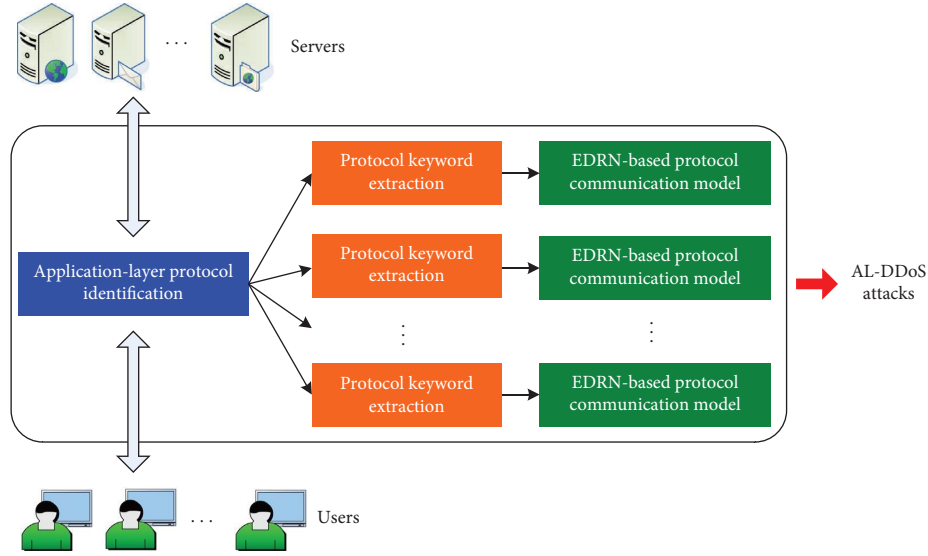 . . .
Servers
Protocol keyword
extraction
EDRN-based protocol
communication model
Application-layer protocol
identification
Protocol keyword
extraction
EDRN-based protocol
communication model
AL-DDoS
attacks
. . .
. . .
Protocol keyword
extraction
EDRN-based protocol
communication model
. . .
Users